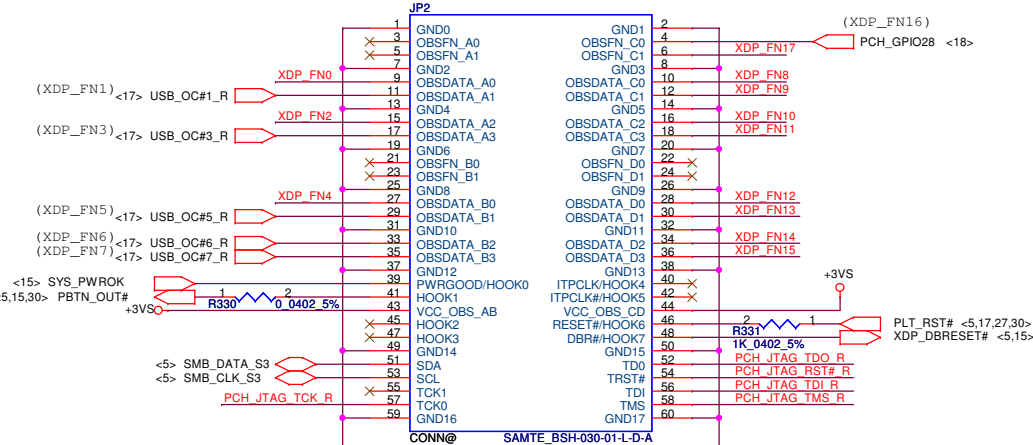 JP2
(XDP_FN16)
1 GND0 GND1 2
3 OBSFN_A0 OBSFN_C0 4 PCH_GPIO28 <18>
5 OBSFN_A1 OBSFN_C1 6 XDP_FN17
7 GND2 GND3 8
XDP_FN0 9 OBSDATA_A0 OBSDATA_C0 10 XDP_FN8
(XDP_FN1) <17> USB_OC#1_R 11 OBSDATA_A1 OBSDATA_C1 12 XDP_FN9
13 GND4 GND5 14
XDP_FN2 15 OBSDATA_A2 OBSDATA_C2 16 XDP_FN10
(XDP_FN3) <17> USB_OC#3_R 17 OBSDATA_A3 OBSDATA_C3 18 XDP_FN11
19 GND6 GND7 20
21 OBSFN_B0 OBSFN_D0 22
23 OBSFN_B1 OBSFN_D1 24
25 GND8 GND9 26
XDP_FN4 27 OBSDATA_B0 OBSDATA_D0 28 XDP_FN12
(XDP_FN5) <17> USB_OC#5_R 29 OBSDATA_B1 OBSDATA_D1 30 XDP_FN13
31 GND10 GND11 32
(XDP_FN6) <17> USB_OC#6_R 33 OBSDATA_B2 OBSDATA_D2 34 XDP_FN14
(XDP_FN7) <17> USB_OC#7_R 35 OBSDATA_B3 OBSDATA_D3 36 XDP_FN15
37 GND12 GND13 38
<15> SYS_PWROK 39 PWRGOOD/HOOK0 ITPCLK/HOOK4 40 +3VS
5,15,30> PBTN_OUT# 1 R330 2 0_0402_5% 41 HOOK1 ITPCLK#/HOOK5 42
+3VS 43 VCC_OBS_AB VCC_OBS_CD 44
45 HOOK2 RESET#/HOOK6 46 2 R331 1 PLT_RST# <5,17,27,30>
47 HOOK3 DBR#/HOOK7 48 XDP_DBRESET# <5,15>
49 GND14 GND15 50 1K_0402_5%
<5> SMB_DATA_S3 51 SDA TD0 52 PCH_JTAG_TDO_R
<5> SMB_CLK_S3 53 SCL TRST# 54 PCH_JTAG_RST#_R
55 TCK1 TDI 56 PCH_JTAG_TDI_R
PCH_JTAG_TCK_R 57 TCK0 TMS 58 PCH_JTAG_TMS_R
59 GND16 GND17 60
CONN@ SAMTE_BSH-030-01-L-D-A